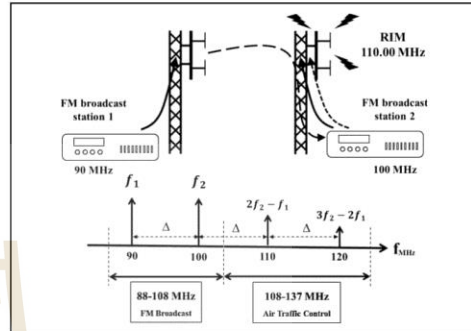 RIM
110.00 MHz
FM broadcast
station 1
90 MHz
FM broadcast
station 2
100 MHz
f₁
f₂
2f₂ − f₁
3f₂ − 2f₁
Δ
Δ
Δ
90
100
110
120
f MHz
88-108 MHz
FM Broadcast
108-137 MHz
Air Traffic Control